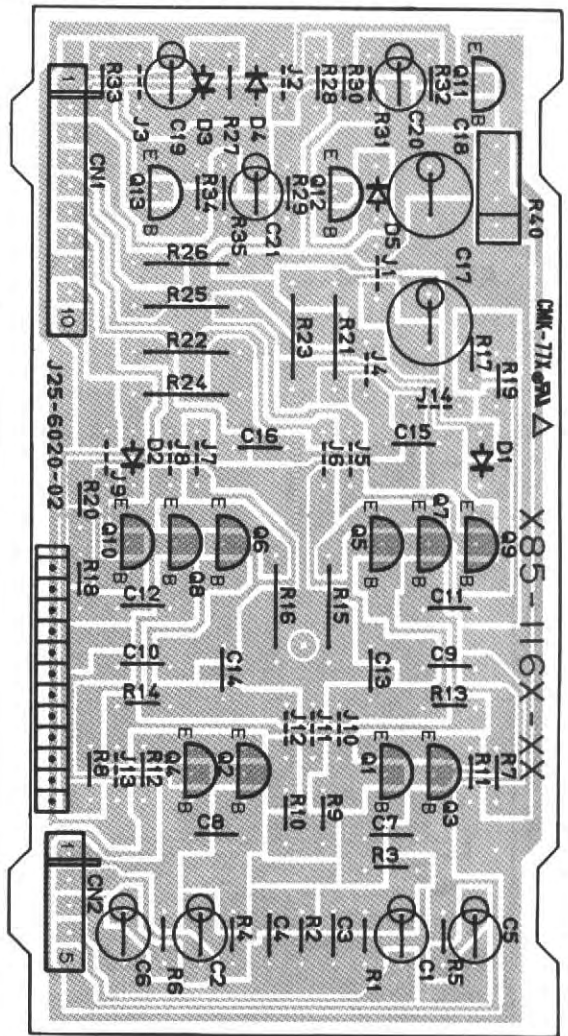 R33
J3
C19
D3
R27
D4
J2
R28
R30
R31
C20
R32
Q11
E
B
C18
1
CN1
10
E
Q13
B
R34
R35
C21
R29
Q12
E
B
D5
J1
R40
C17
R26
R25
R22
R24
R23
R21
J4
R17
R19
J14
CMK-77X
J25-6020-02
D2
J8
J7
C16
J6
J5
C15
D1
X85-116X-XX
R20
J9
E
Q10
B
Q8
E
Q6
B
E
Q5
B
Q7
E
Q9
B
R18
C12
R16
R15
C11
C10
C14
C13
C9
R14
R13
J12
J11
J10
R8
J13
R12
Q4
E
B
Q2
R10
R9
E
Q1
B
Q3
R11
R7
C8
C7
R3
1
CN2
5
C6
R6
C2
R4
C4
R2
C3
R1
C1
R5
C5